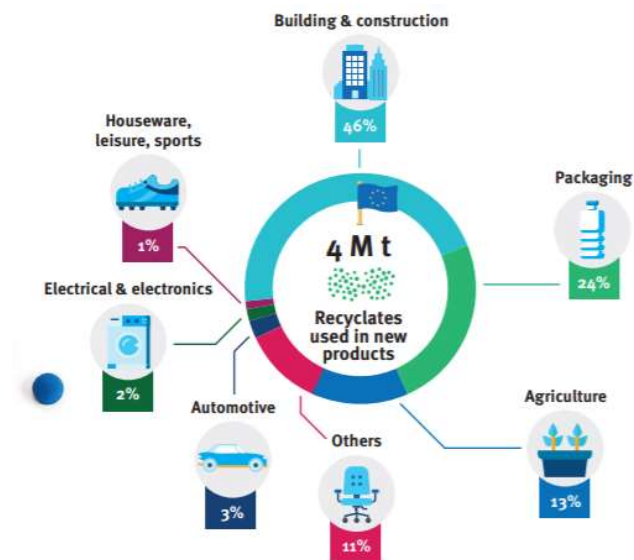 Building & construction
46%
Houseware,
leisure, sports
1%
Packaging
24%
4 Mt
Recyclates
used in new
products
Electrical & electronics
2%
Automotive
3%
Others
11%
Agriculture
13%